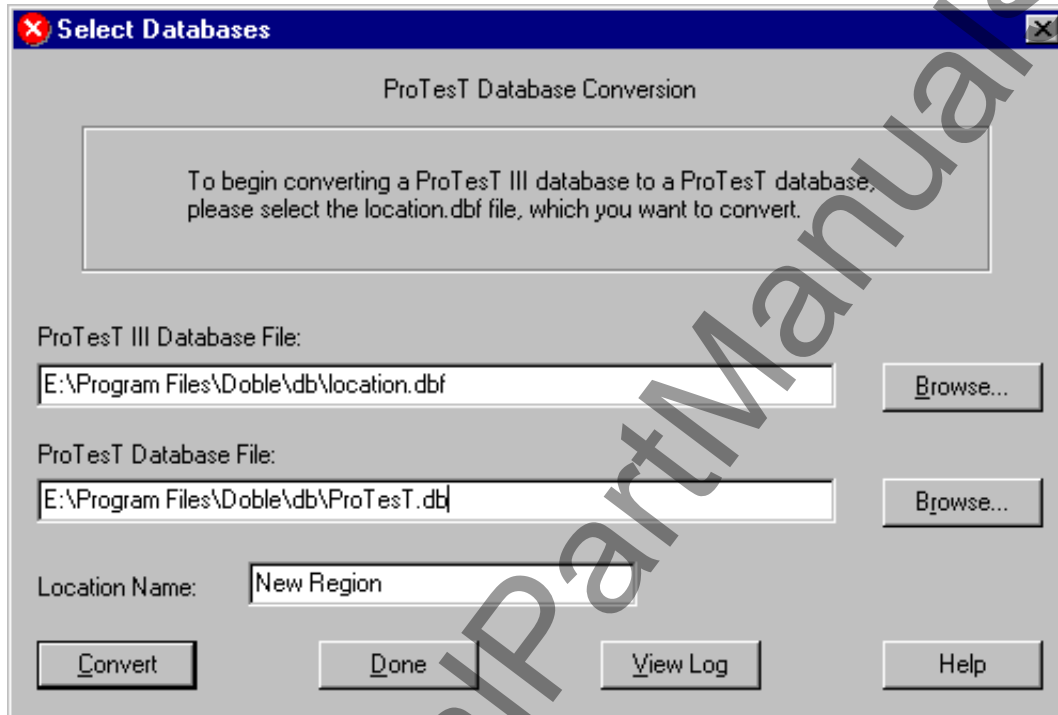 Select Databases
ProTesT Database Conversion
To begin converting a ProTesT III database to a ProTesT database,
please select the location.dbf file, which you want to convert.
ProTesT III Database File:
E:\Program Files\Doble\db\location.dbf
Browse...
ProTesT Database File:
E:\Program Files\Doble\db\ProTesT.db
Browse...
Location Name:
New Region
Convert
Done
View Log
Help